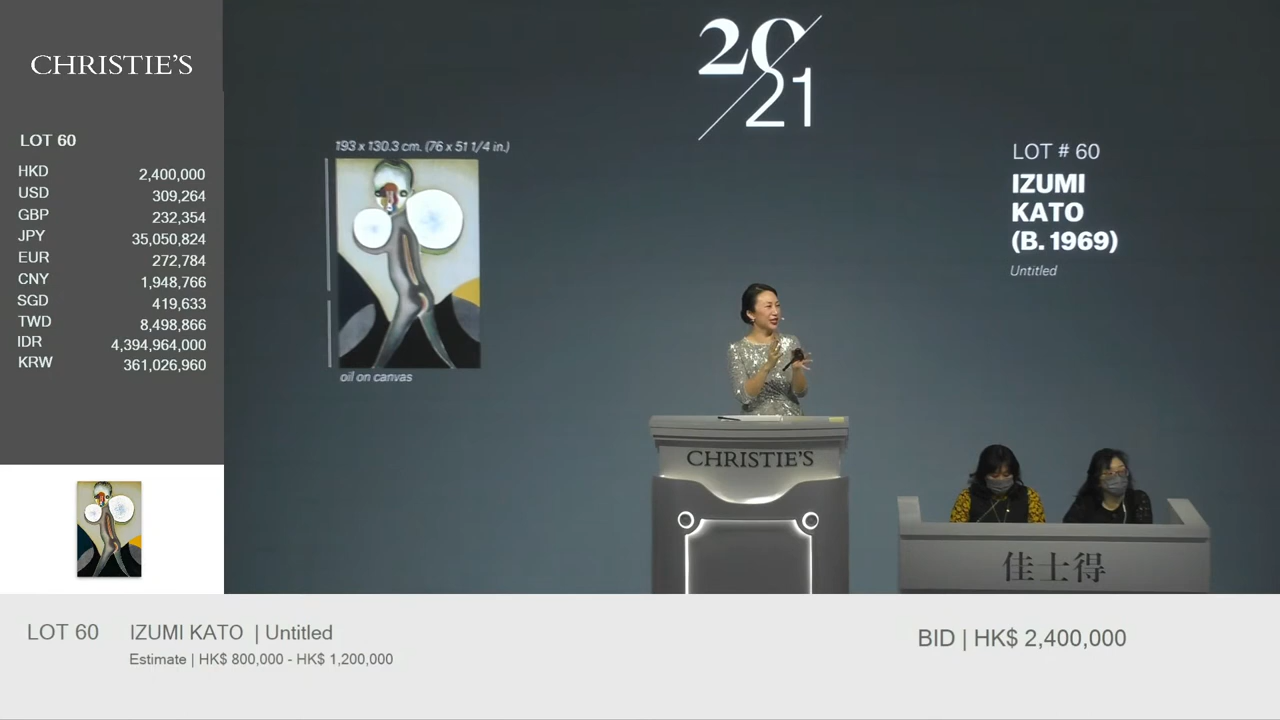 CHRISTIE'S
LOT 60
HKD 2,400,000
USD 309,264
GBP 232,354
JPY 35,050,824
EUR 272,784
CNY 1,948,766
SGD 419,633
TWD 8,498,866
IDR 4,394,964,000
KRW 361,026,960
20/21
193 x 130.3 cm. (76 x 51 1/4 in.)
oil on canvas
LOT # 60
IZUMI
KATO
(B. 1969)
Untitled
CHRISTIE'S
佳士得
LOT 60 IZUMI KATO | Untitled
Estimate | HK$ 800,000 - HK$ 1,200,000
BID | HK$ 2,400,000